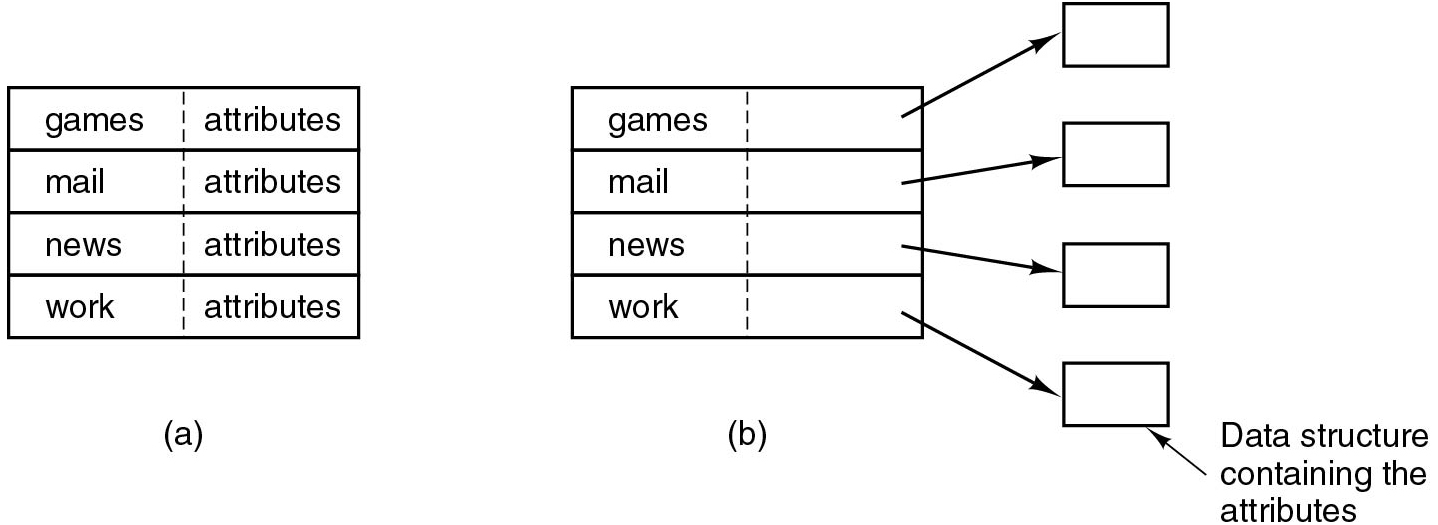 games attributes
mail attributes
news attributes
work attributes
(a)
games
mail
news
work
(b)
Data structure
containing the
attributes